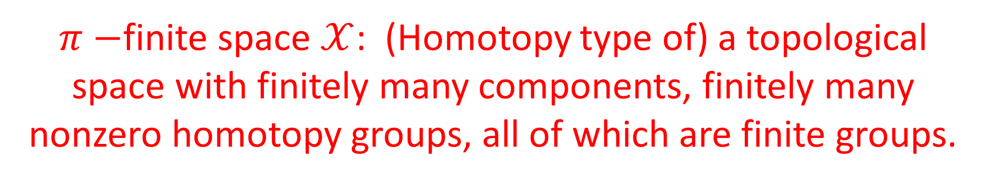 𝜋 −finite space 𝒳: (Homotopy type of) a topological
space with finitely many components, finitely many
nonzero homotopy groups, all of which are finite groups.